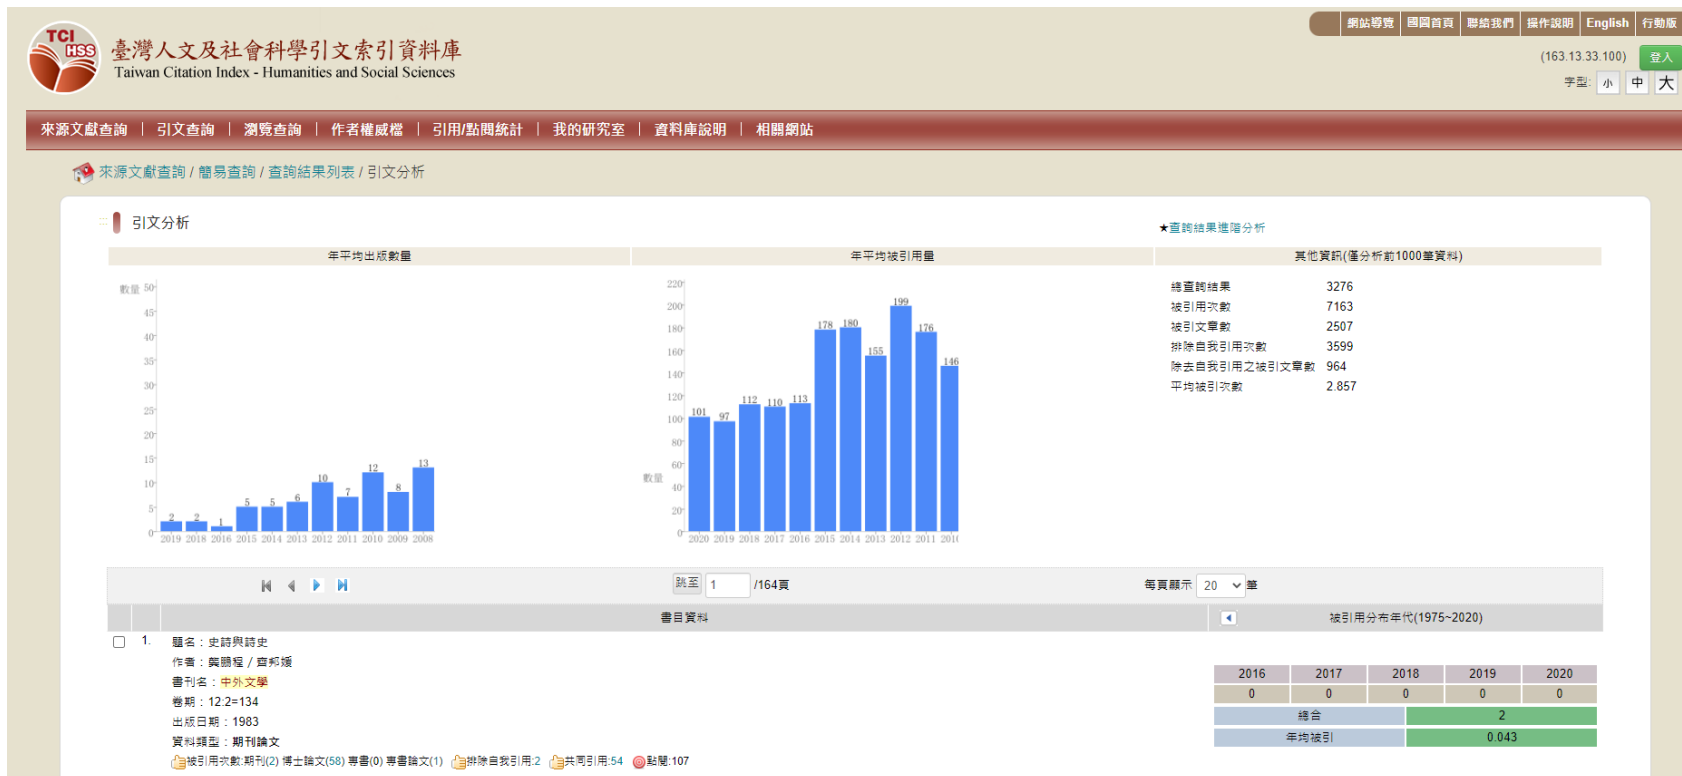 網站導覽 國圖首頁 聯絡我們 操作說明 English 行動版
TCI HSS
臺灣人文及社會科學引文索引資料庫
Taiwan Citation Index - Humanities and Social Sciences
(163.13.33.100) 登入
字型: 小 中 大
來源文獻查詢 | 引文查詢 | 瀏覽查詢 | 作者權威檔 | 引用/點閱統計 | 我的研究室 | 資料庫說明 | 相關網站
來源文獻查詢 / 簡易查詢 / 查詢結果列表 / 引文分析
引文分析
★查詢結果進階分析
年平均出版數量
數量
50
45
40
35
30
25
20
15
10
5
0
2 2 1 5 5 6 10 7 12 8 13
2019 2018 2016 2015 2014 2013 2012 2011 2010 2009 2008
年平均被引用量
220
200
180
160
140
120
100
80
60
40
20
0
數量
101 97 112 110 113 178 180 155 199 176 146
2020 2019 2018 2017 2016 2015 2014 2013 2012 2011 2010
其他資訊(僅分析前1000筆資料)
總查詢結果 3276
被引用次數 7163
被引文章數 2507
排除自我引用次數 3599
除去自我引用之被引文章數 964
平均被引次數 2.857
跳至 1 /164頁
每頁顯示 20 筆
書目資料
被引用分布年代(1975~2020)
1.
題名：史詩與詩史
作者：龔鵬程 / 齊邦媛
書刊名：中外文學
卷期：12:2=134
出版日期：1983
資料類型：期刊論文
被引用次數:期刊(2) 博士論文(58) 專書(0) 專書論文(1) 排除自我引用:2 共同引用:54 點閱:107
2016 2017 2018 2019 2020
0 0 0 0 0
總合 2
年均被引 0.043